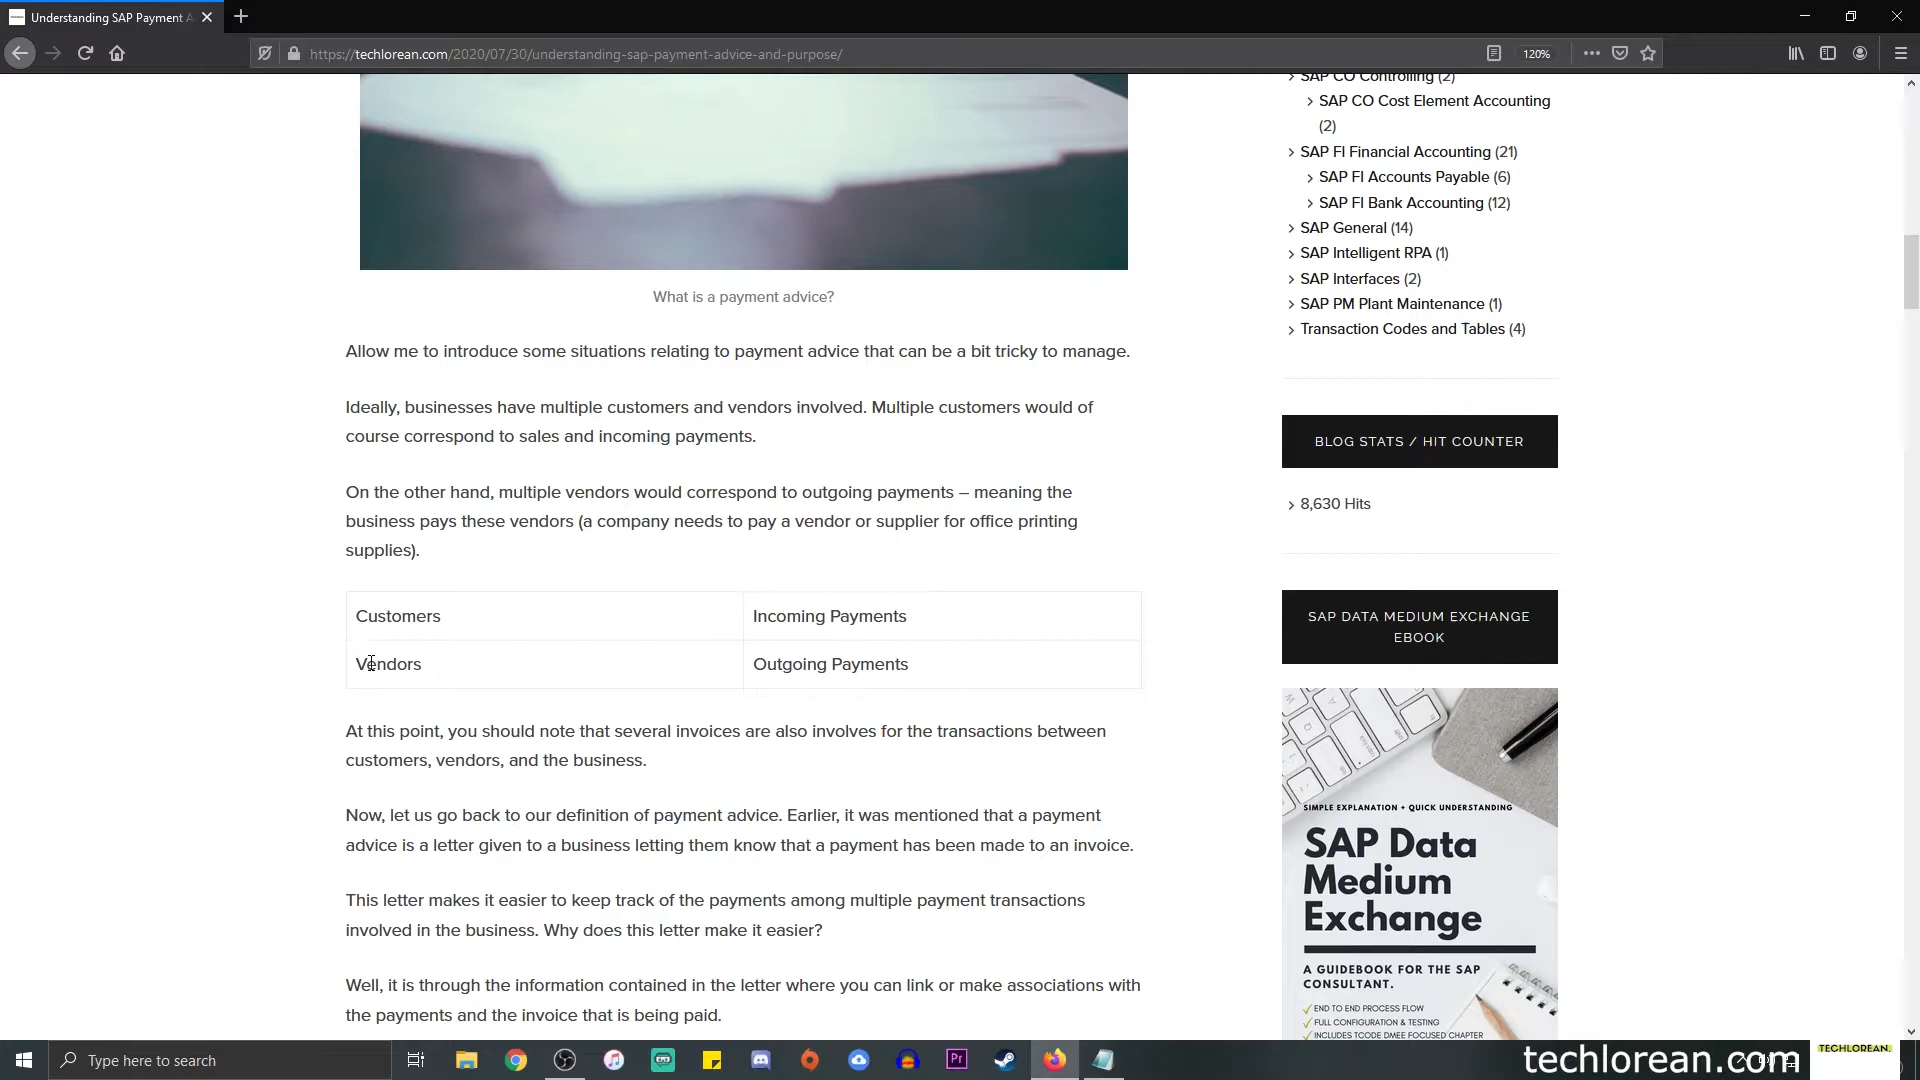 Understanding SAP Payment A
https://techlorean.com/2020/07/30/understanding-sap-payment-advice-and-purpose/
120%
What is a payment advice?
Allow me to introduce some situations relating to payment advice that can be a bit tricky to manage.
Ideally, businesses have multiple customers and vendors involved. Multiple customers would of
course correspond to sales and incoming payments.
On the other hand, multiple vendors would correspond to outgoing payments – meaning the
business pays these vendors (a company needs to pay a vendor or supplier for office printing
supplies).
Customers
Incoming Payments
Vendors
Outgoing Payments
At this point, you should note that several invoices are also involves for the transactions between
customers, vendors, and the business.
Now, let us go back to our definition of payment advice. Earlier, it was mentioned that a payment
advice is a letter given to a business letting them know that a payment has been made to an invoice.
This letter makes it easier to keep track of the payments among multiple payment transactions
involved in the business. Why does this letter make it easier?
Well, it is through the information contained in the letter where you can link or make associations with
the payments and the invoice that is being paid.
SAP CO Controlling (2)
SAP CO Cost Element Accounting
(2)
SAP FI Financial Accounting (21)
SAP FI Accounts Payable (6)
SAP FI Bank Accounting (12)
SAP General (14)
SAP Intelligent RPA (1)
SAP Interfaces (2)
SAP PM Plant Maintenance (1)
Transaction Codes and Tables (4)
BLOG STATS / HIT COUNTER
8,630 Hits
SAP DATA MEDIUM EXCHANGE
EBOOK
SIMPLE EXPLANATION + QUICK UNDERSTANDING
SAP Data
Medium
Exchange
A GUIDEBOOK FOR THE SAP
CONSULTANT.
END TO END PROCESS FLOW
FULL CONFIGURATION & TESTING
INCLUDES TCODE DMEE FOCUSED CHAPTER
Type here to search
Pr
techlorean.com
TECHLOREAN.